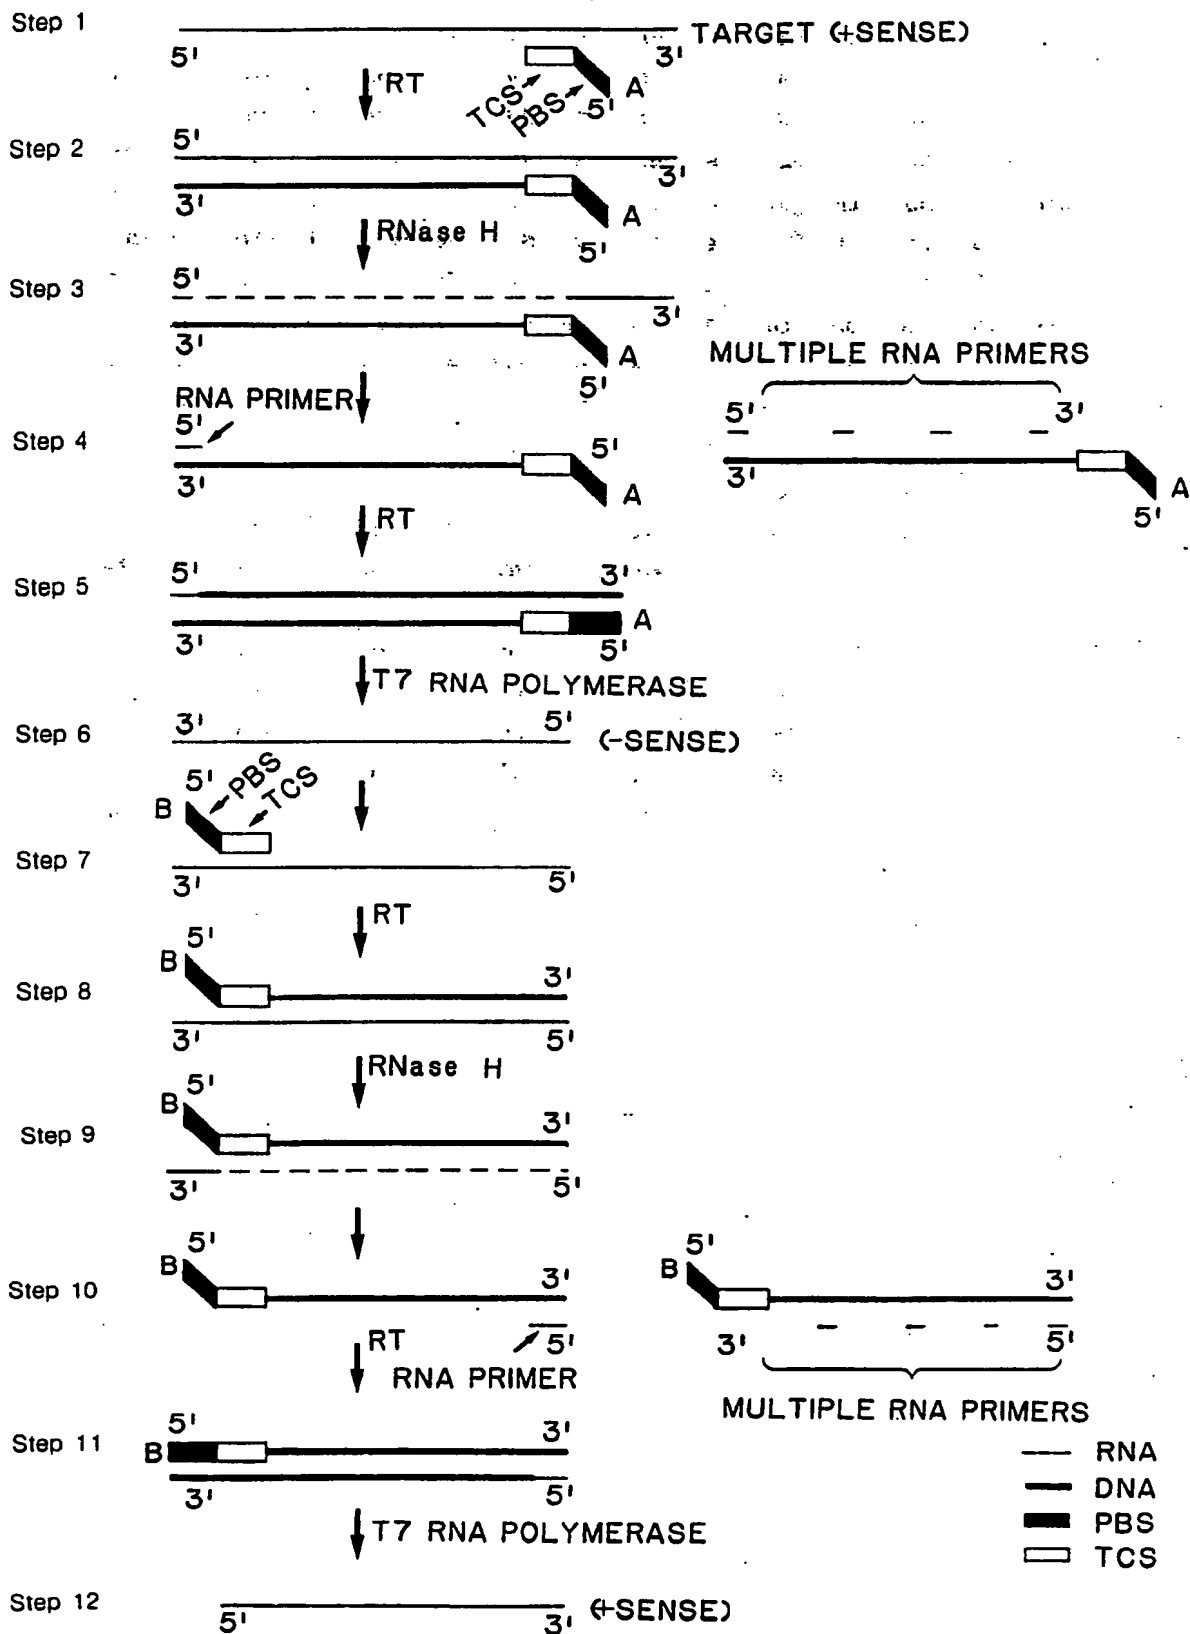 Step 1
TARGET (+SENSE)
5' 3'
TCS
PBS
A
5'
RT
Step 2
5'
3'
3'
A
5'
RNase H
Step 3
5'
3'
3'
A
5'
MULTIPLE RNA PRIMERS
RNA PRIMER
5'
5' 3'
Step 4
5'
3'
A
3'
A
5'
RT
Step 5
5' 3'
A
3' 5'
T7 RNA POLYMERASE
Step 6
3' 5'
(-SENSE)
5'
PBS
TCS
B
Step 7
3' 5'
RT
5'
B
3'
Step 8
3' 5'
RNase H
5'
B
3'
Step 9
3' 5'
5' 5'
B 3' B 3'
Step 10
5' 3' 5'
RT
RNA PRIMER
MULTIPLE RNA PRIMERS
5' 3'
Step 11
B
3' 5'
RNA
DNA
PBS
TCS
T7 RNA POLYMERASE
Step 12
(+SENSE)
5' 3'